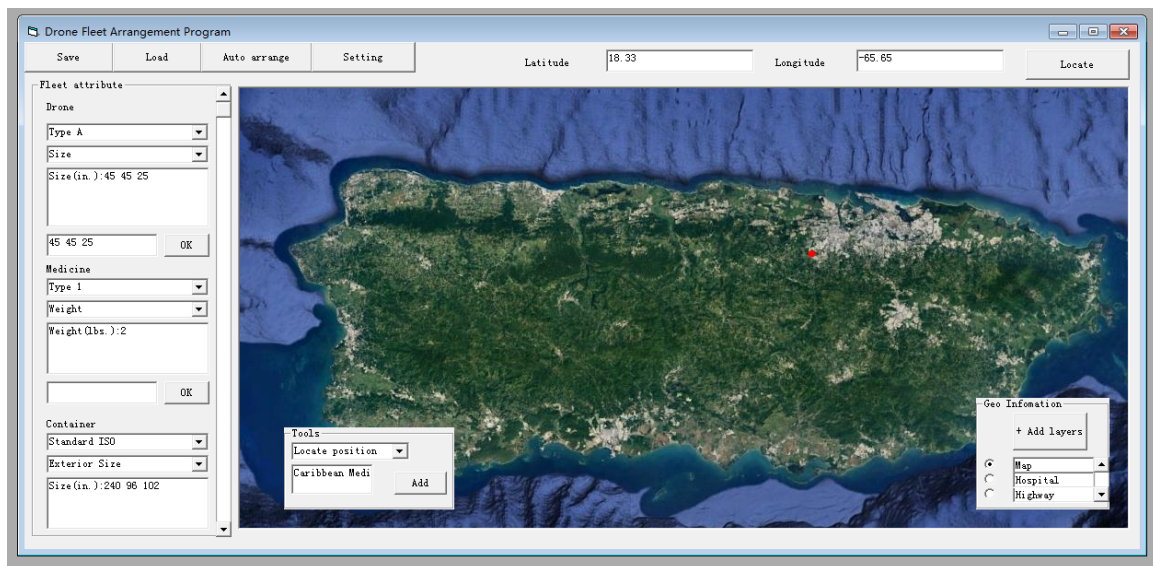 Drone Fleet Arrangement Program
Save Load Auto arrange Setting
Latitude 18.33 Longitude -65.65 Locate
Fleet attribute
Drone
Type A
Size
Size(in.):45 45 25
45 45 25 OK
Medicine
Type 1
Weight
Weight(lbs.):2
OK
Container
Standard ISO
Exterior Size
Size(in.):240 96 102
Tools
Locate position
Caribbean Medi
Add
Geo Infomation
+ Add layers
Map
Hospital
Highway